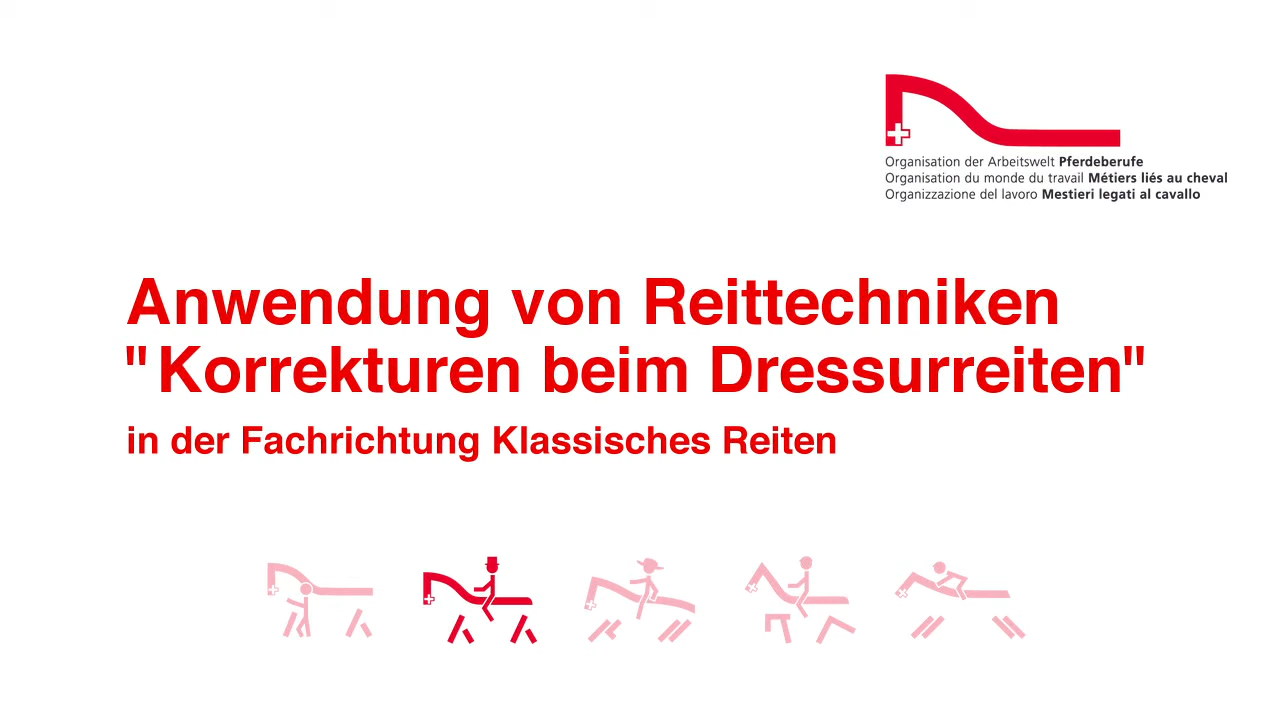 Organisation der Arbeitswelt Pferdeberufe
Organisation du monde du travail Métiers liés au cheval
Organizzazione del lavoro Mestieri legati al cavallo
Anwendung von Reittechniken
"Korrekturen beim Dressurreiten"
in der Fachrichtung Klassisches Reiten